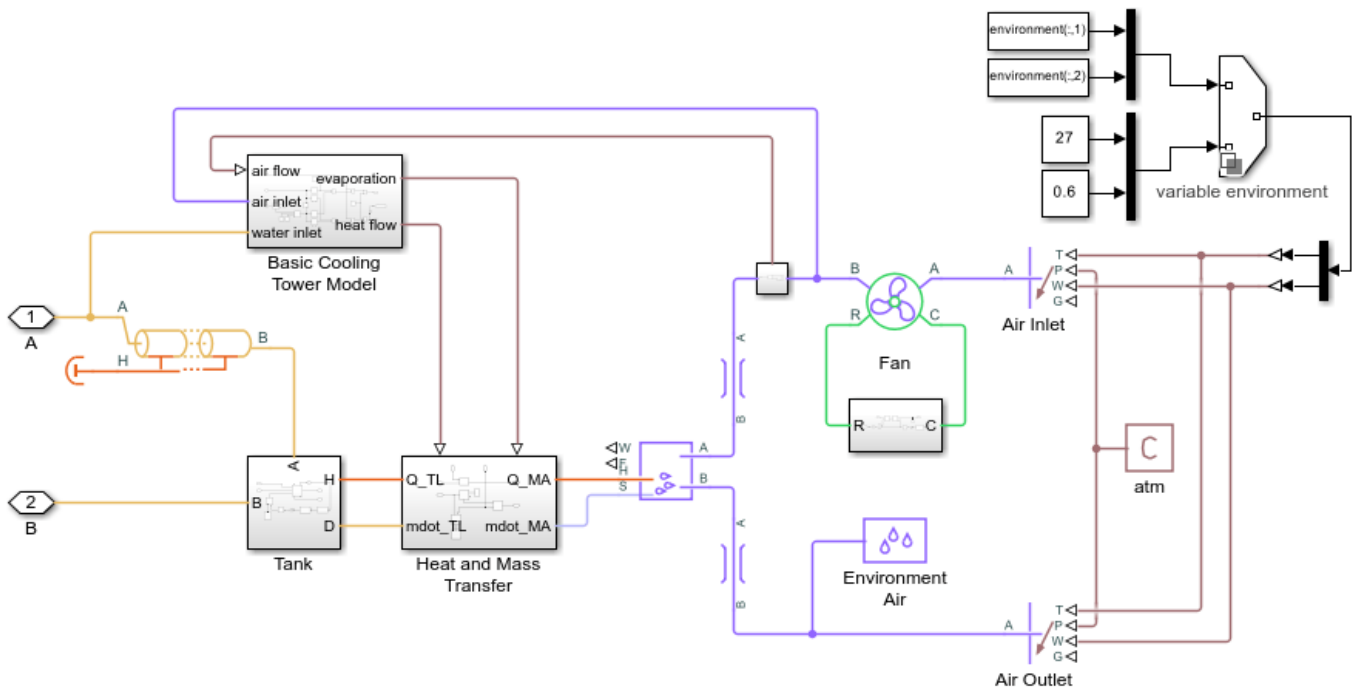 environment(:,1)
environment(:,2)
27
0.6
variable environment
air flow
air inlet
water inlet
evaporation
heat flow
Basic Cooling
Tower Model
1
A
A
B
H
2
B
A
B
H
D
Tank
Q_TL
mdot_TL
Q_MA
mdot_MA
Heat and Mass
Transfer
W
F
H
S
A
B
A
B
A
B
B
A
R
C
Fan
R
C
A
T
P
W
G
Air Inlet
C
atm
Environment
Air
A
T
P
W
G
Air Outlet